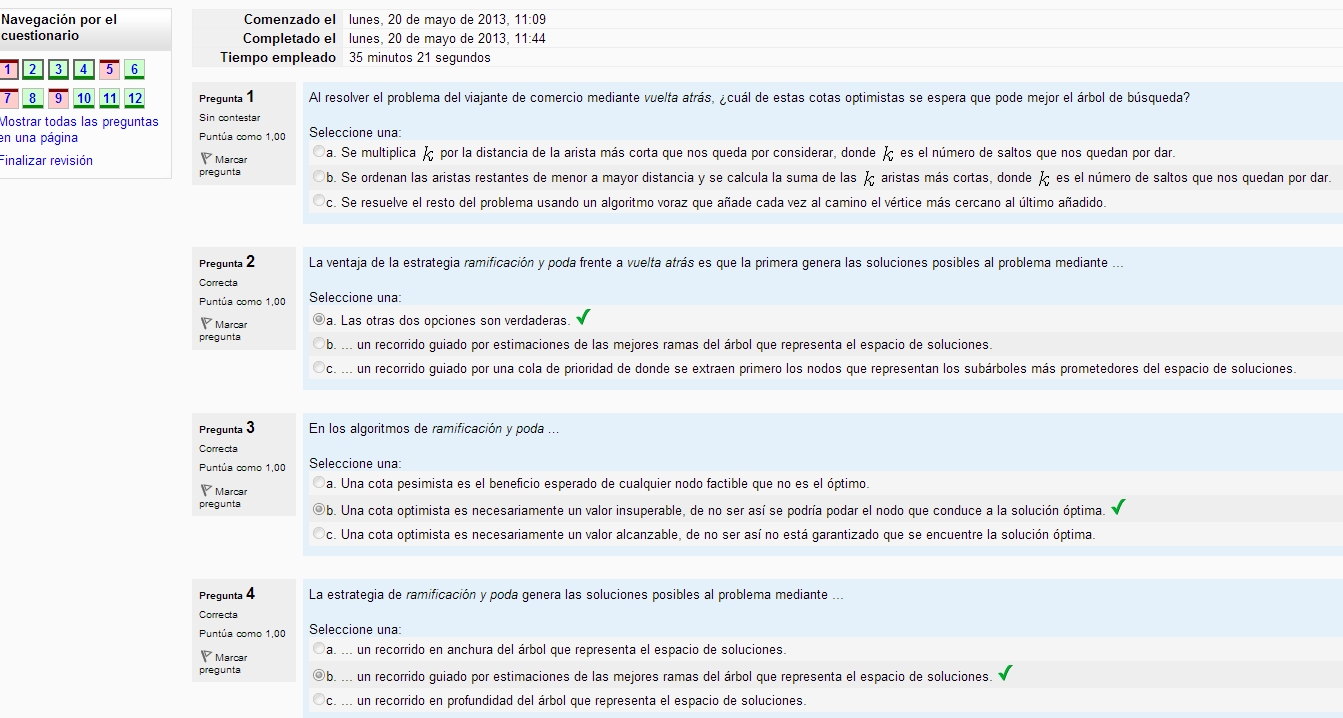 Navegación por el
cuestionario
1 2 3 4 5 6
7 8 9 10 11 12
Mostrar todas las preguntas
en una página
Finalizar revisión
Comenzado el lunes, 20 de mayo de 2013, 11:09
Completado el lunes, 20 de mayo de 2013, 11:44
Tiempo empleado 35 minutos 21 segundos
Pregunta 1
Sin contestar
Puntúa como 1,00
Marcar
pregunta
Al resolver el problema del viajante de comercio mediante vuelta atrás, ¿cuál de estas cotas optimistas se espera que pode mejor el árbol de búsqueda?
Seleccione una:
a. Se multiplica k por la distancia de la arista más corta que nos queda por considerar, donde k es el número de saltos que nos quedan por dar.
b. Se ordenan las aristas restantes de menor a mayor distancia y se calcula la suma de las k aristas más cortas, donde k es el número de saltos que nos quedan por dar.
c. Se resuelve el resto del problema usando un algoritmo voraz que añade cada vez al camino el vértice más cercano al último añadido.
Pregunta 2
Correcta
Puntúa como 1,00
Marcar
pregunta
La ventaja de la estrategia ramificación y poda frente a vuelta atrás es que la primera genera las soluciones posibles al problema mediante ...
Seleccione una:
a. Las otras dos opciones son verdaderas.
b. ... un recorrido guiado por estimaciones de las mejores ramas del árbol que representa el espacio de soluciones.
c. ... un recorrido guiado por una cola de prioridad de donde se extraen primero los nodos que representan los subárboles más prometedores del espacio de soluciones.
Pregunta 3
Correcta
Puntúa como 1,00
Marcar
pregunta
En los algoritmos de ramificación y poda ...
Seleccione una:
a. Una cota pesimista es el beneficio esperado de cualquier nodo factible que no es el óptimo.
b. Una cota optimista es necesariamente un valor insuperable, de no ser así se podría podar el nodo que conduce a la solución óptima.
c. Una cota optimista es necesariamente un valor alcanzable, de no ser así no está garantizado que se encuentre la solución óptima.
Pregunta 4
Correcta
Puntúa como 1,00
Marcar
pregunta
La estrategia de ramificación y poda genera las soluciones posibles al problema mediante ...
Seleccione una:
a. ... un recorrido en anchura del árbol que representa el espacio de soluciones.
b. ... un recorrido guiado por estimaciones de las mejores ramas del árbol que representa el espacio de soluciones.
c. ... un recorrido en profundidad del árbol que representa el espacio de soluciones.